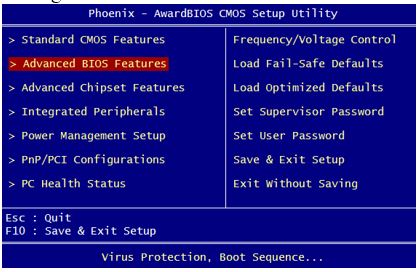 Phoenix - AwardBIOS CMOS Setup Utility
> Standard CMOS Features
> Advanced BIOS Features
> Advanced Chipset Features
> Integrated Peripherals
> Power Management Setup
> PnP/PCI Configurations
> PC Health Status
Frequency/Voltage Control
Load Fail-Safe Defaults
Load Optimized Defaults
Set Supervisor Password
Set User Password
Save & Exit Setup
Exit Without Saving
Esc : Quit
F10 : Save & Exit Setup
Virus Protection, Boot Sequence...